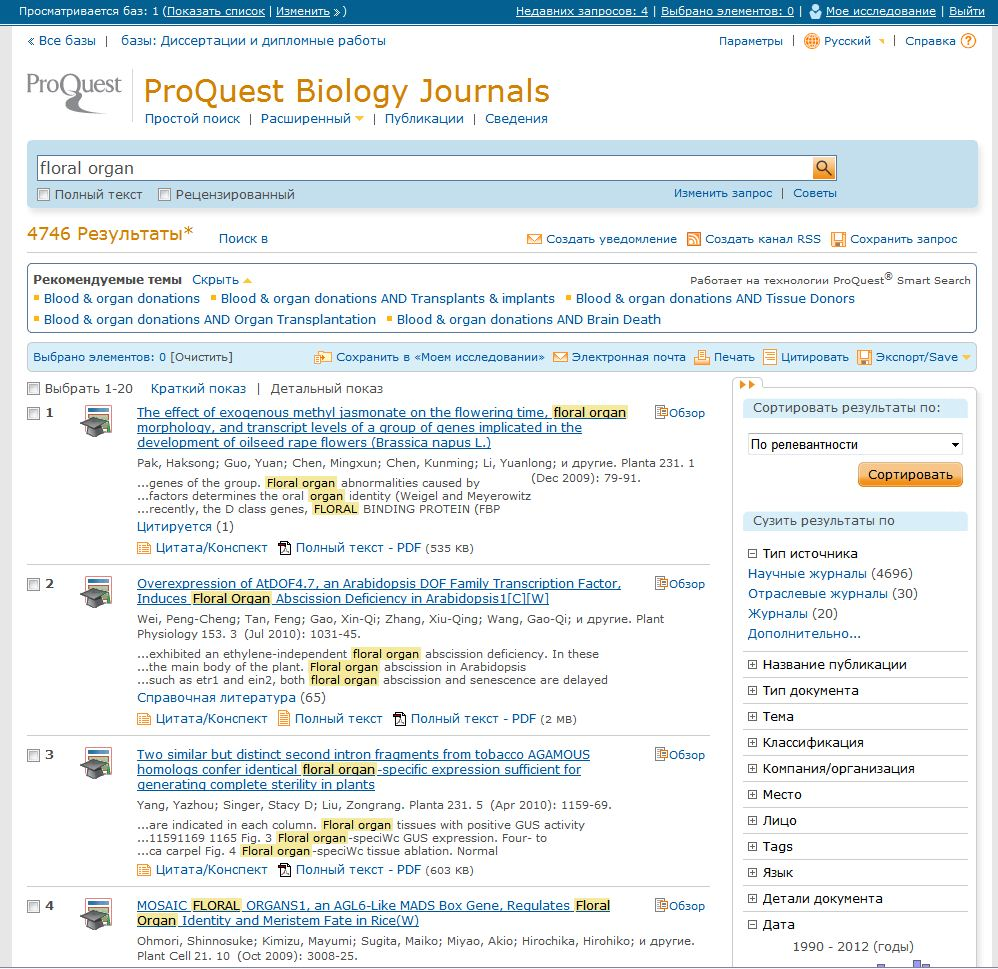 Просматривается баз: 1 (Показать список | Изменить »)
Недавних запросов: 4 | Выбрано элементов: 0 | Мое исследование | Выйти
« Все базы | базы: Диссертации и дипломные работы
Параметры | Русский | Справка ?
ProQuest
ProQuest Biology Journals
Простой поиск | Расширенный | Публикации | Сведения
floral organ
Полный текст Рецензированный
Изменить запрос | Советы
4746 Результаты* Поиск в
Создать уведомление Создать канал RSS Сохранить запрос
Рекомендуемые темы Скрыть
Работает на технологии ProQuest® Smart Search
Blood & organ donations Blood & organ donations AND Transplants & implants Blood & organ donations AND Tissue Donors
Blood & organ donations AND Organ Transplantation Blood & organ donations AND Brain Death
Выбрано элементов: 0 [Очистить]
Сохранить в «Моем исследовании» Электронная почта Печать Цитировать Экспорт/Save
Выбрать 1-20 Краткий показ | Детальный показ
1
The effect of exogenous methyl jasmonate on the flowering time, floral organ
morphology, and transcript levels of a group of genes implicated in the
development of oilseed rape flowers (Brassica napus L.)
Обзор
Pak, Haksong; Guo, Yuan; Chen, Mingxun; Chen, Kunming; Li, Yuanlong; и другие. Planta 231. 1
(Dec 2009): 79-91.
...genes of the group. Floral organ abnormalities caused by
...factors determines the oral organ identity (Weigel and Meyerowitz
...recently, the D class genes, FLORAL BINDING PROTEIN (FBP
Цитируется (1)
Цитата/Конспект Полный текст - PDF (535 КВ)
2
Overexpression of AtDOF4.7, an Arabidopsis DOF Family Transcription Factor,
Induces Floral Organ Abscission Deficiency in Arabidopsis1[C][W]
Обзор
Wei, Peng-Cheng; Tan, Feng; Gao, Xin-Qi; Zhang, Xiu-Qing; Wang, Gao-Qi; и другие. Plant
Physiology 153. 3 (Jul 2010): 1031-45.
...exhibited an ethylene-independent floral organ abscission deficiency. In these
...the main body of the plant. Floral organ abscission in Arabidopsis
...such as etr1 and ein2, both floral organ abscission and senescence are delayed
Справочная литература (65)
Цитата/Конспект Полный текст Полный текст - PDF (2 МВ)
3
Two similar but distinct second intron fragments from tobacco AGAMOUS
homologs confer identical floral organ-specific expression sufficient for
generating complete sterility in plants
Обзор
Yang, Yazhou; Singer, Stacy D; Liu, Zongrang. Planta 231. 5 (Apr 2010): 1159-69.
...are indicated in each column. Floral organ tissues with positive GUS activity
...11591169 1165 Fig. 3 Floral organ-speciWc GUS expression. Four- to
...ca carpel Fig. 4 Floral organ-speciWc tissue ablation. Normal
Цитата/Конспект Полный текст - PDF (603 КВ)
4
MOSAIC FLORAL ORGANS1, an AGL6-Like MADS Box Gene, Regulates Floral
Organ Identity and Meristem Fate in Rice(W)
Обзор
Ohmori, Shinnosuke; Kimizu, Mayumi; Sugita, Maiko; Miyao, Akio; Hirochika, Hirohiko; и другие.
Plant Cell 21. 10 (Oct 2009): 3008-25.
Сортировать результаты по:
По релевантности
Сортировать
Сузить результаты по
Тип источника
Научные журналы (4696)
Отраслевые журналы (30)
Журналы (20)
Дополнительно...
Название публикации
Тип документа
Тема
Классификация
Компания/организация
Место
Лицо
Tags
Язык
Детали документа
Дата
1990 - 2012 (годы)